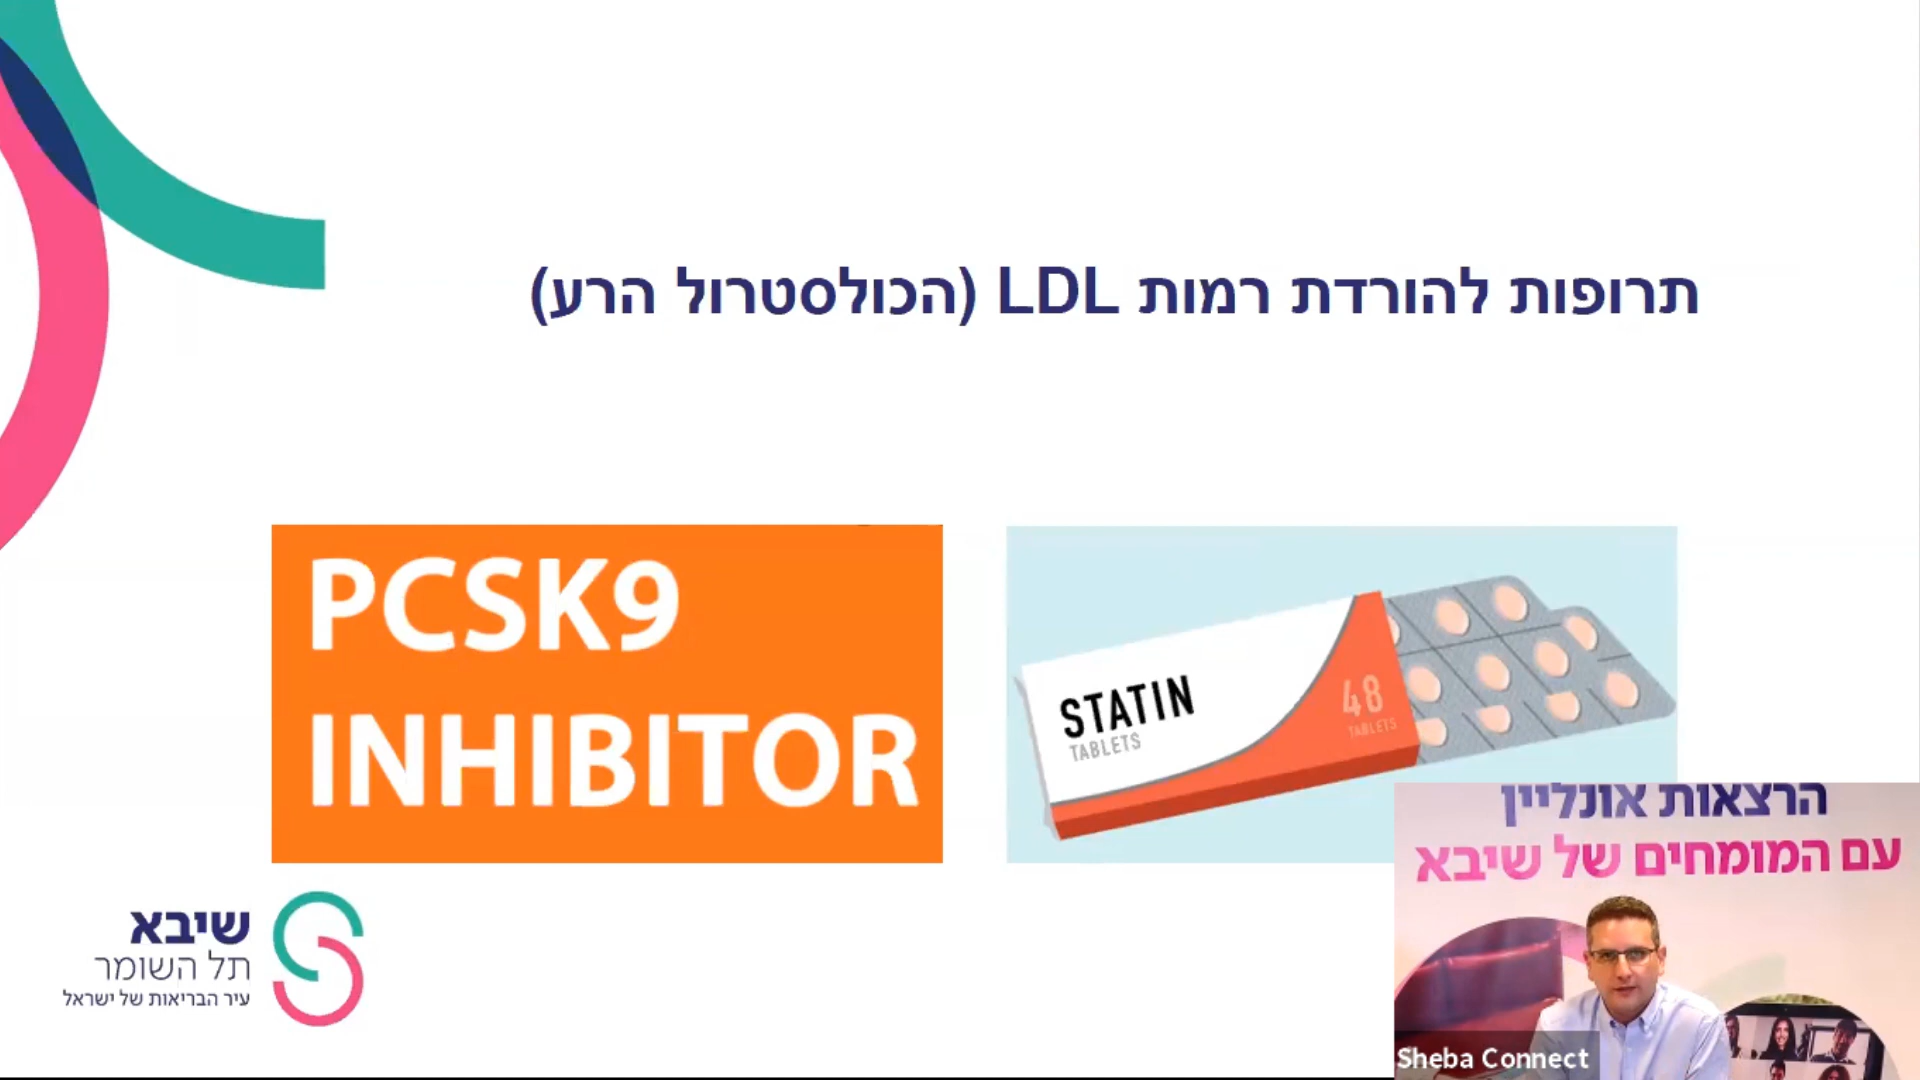 תרופות להורדת רמות LDL (הכולסטרול הרע)
PCSK9
INHIBITOR
STATIN
TABLETS
48
TABLETS
שיבא
תל השומר
עיר הבריאות של ישראל
הרצאות אונליין
עם המומחים של שיבא
Sheba Connect